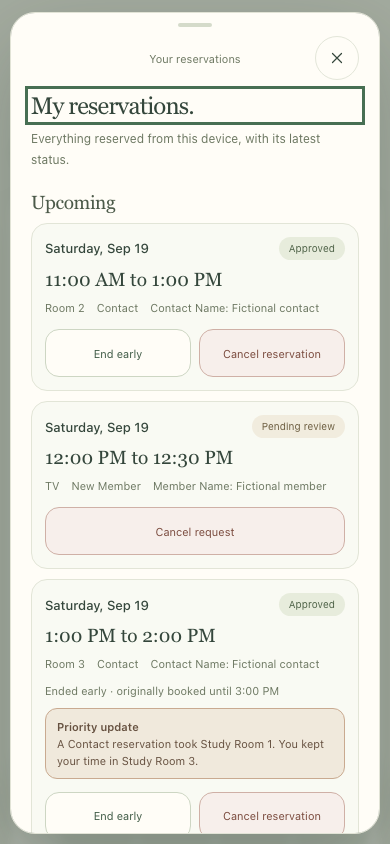 Your reservations
My reservations.
Everything reserved from this device, with its latest
status.
Upcoming
Saturday, Sep 19
Approved
11:00 AM to 1:00 PM
Room 2 Contact Contact Name: Fictional contact
End early
Cancel reservation
Saturday, Sep 19
Pending review
12:00 PM to 12:30 PM
TV New Member Member Name: Fictional member
Cancel request
Saturday, Sep 19
Approved
1:00 PM to 2:00 PM
Room 3 Contact Contact Name: Fictional contact
Ended early · originally booked until 3:00 PM
Priority update
A Contact reservation took Study Room 1. You kept
your time in Study Room 3.
End early
Cancel reservation